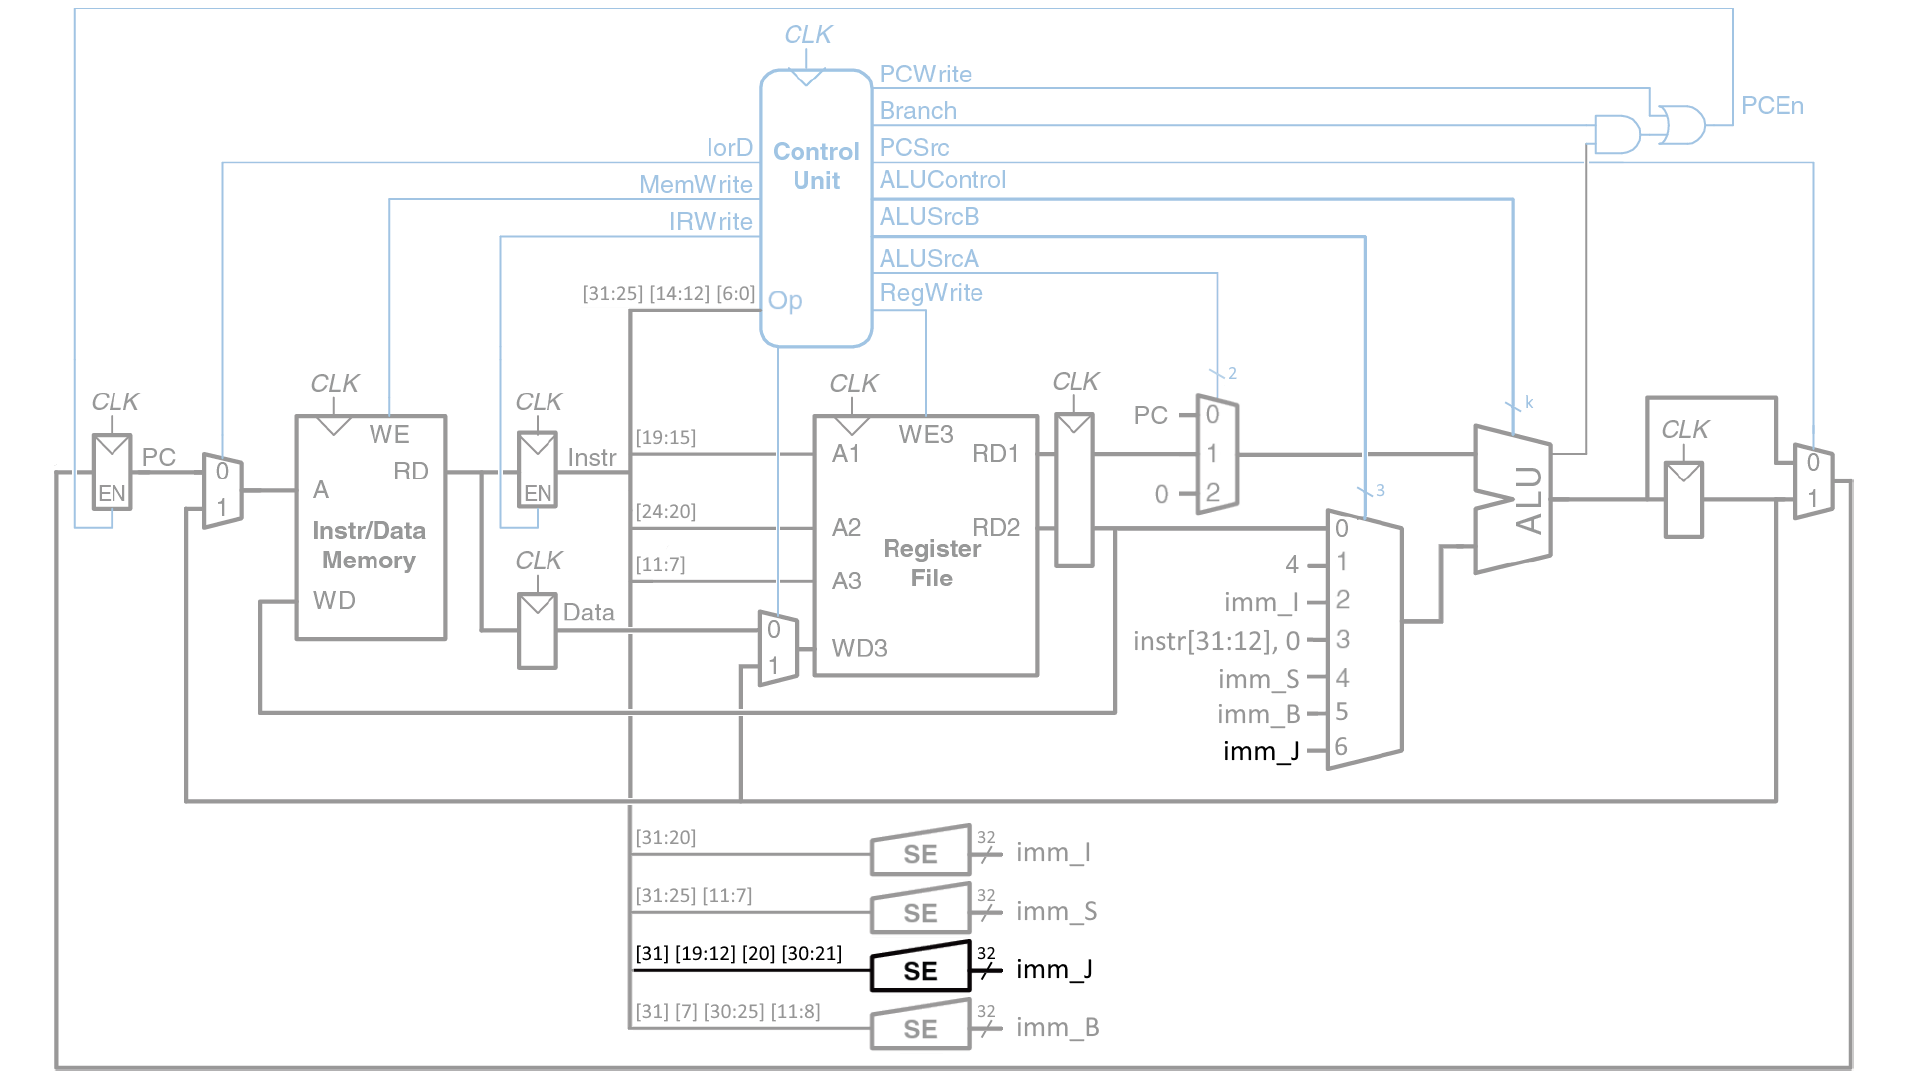 CLK
PCWrite
Branch
PCEn
IorD
Control
Unit
PCSrc
MemWrite
ALUControl
IRWrite
ALUSrcB
ALUSrcA
[31:25] [14:12] [6:0]
Op
RegWrite
CLK
CLK
CLK
CLK
CLK
2
k
PC
0
WE
[19:15]
WE3
CLK
PC
0
RD
Instr
A1
RD1
1
0
EN
A
EN
0
2
3
ALU
1
1
[24:20]
A2
RD2
0
Instr/Data
Memory
Register
File
CLK
[11:7]
A3
4
1
WD
Data
imm_I
2
0
WD3
instr[31:12], 0
3
1
imm_S
4
imm_B
5
imm_J
6
[31:20]
SE
32
imm_I
[31:25] [11:7]
SE
32
imm_S
[31] [19:12] [20] [30:21]
SE
32
imm_J
[31] [7] [30:25] [11:8]
SE
32
imm_B